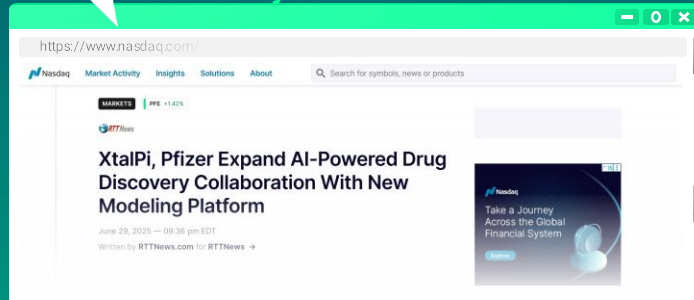 https://www.nasdaq.com/
Nasdaq Market Activity Insights Solutions About Search for symbols, news or products
MARKETS PFE +1.42%
RTTNews
XtalPi, Pfizer Expand AI-Powered Drug
Discovery Collaboration With New
Modeling Platform
June 29, 2025 — 09:36 pm EDT
Written by RTTNews.com for RTTNews →
Nasdaq
Take a Journey
Across the Global
Financial System
Explore